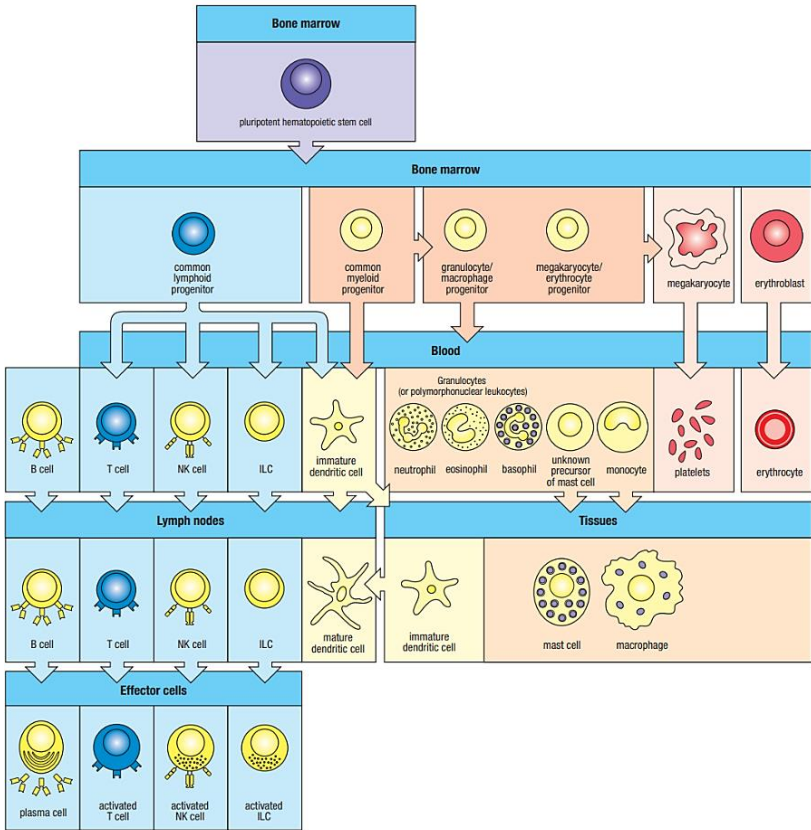 Bone marrow
pluripotent hematopoietic stem cell
Bone marrow
common
lymphoid
progenitor
common
myeloid
progenitor
granulocyte/
macrophage
progenitor
megakaryocyte/
erythrocyte
progenitor
megakaryocyte
erythroblast
Blood
Granulocytes
(or polymorphonuclear leukocytes)
B cell
T cell
NK cell
ILC
immature
dendritic cell
neutrophil
eosinophil
basophil
unknown
precursor
of mast cell
monocyte
platelets
erythrocyte
Lymph nodes
Tissues
B cell
T cell
NK cell
ILC
mature
dendritic cell
immature
dendritic cell
mast cell
macrophage
Effector cells
plasma cell
activated
T cell
activated
NK cell
activated
ILC